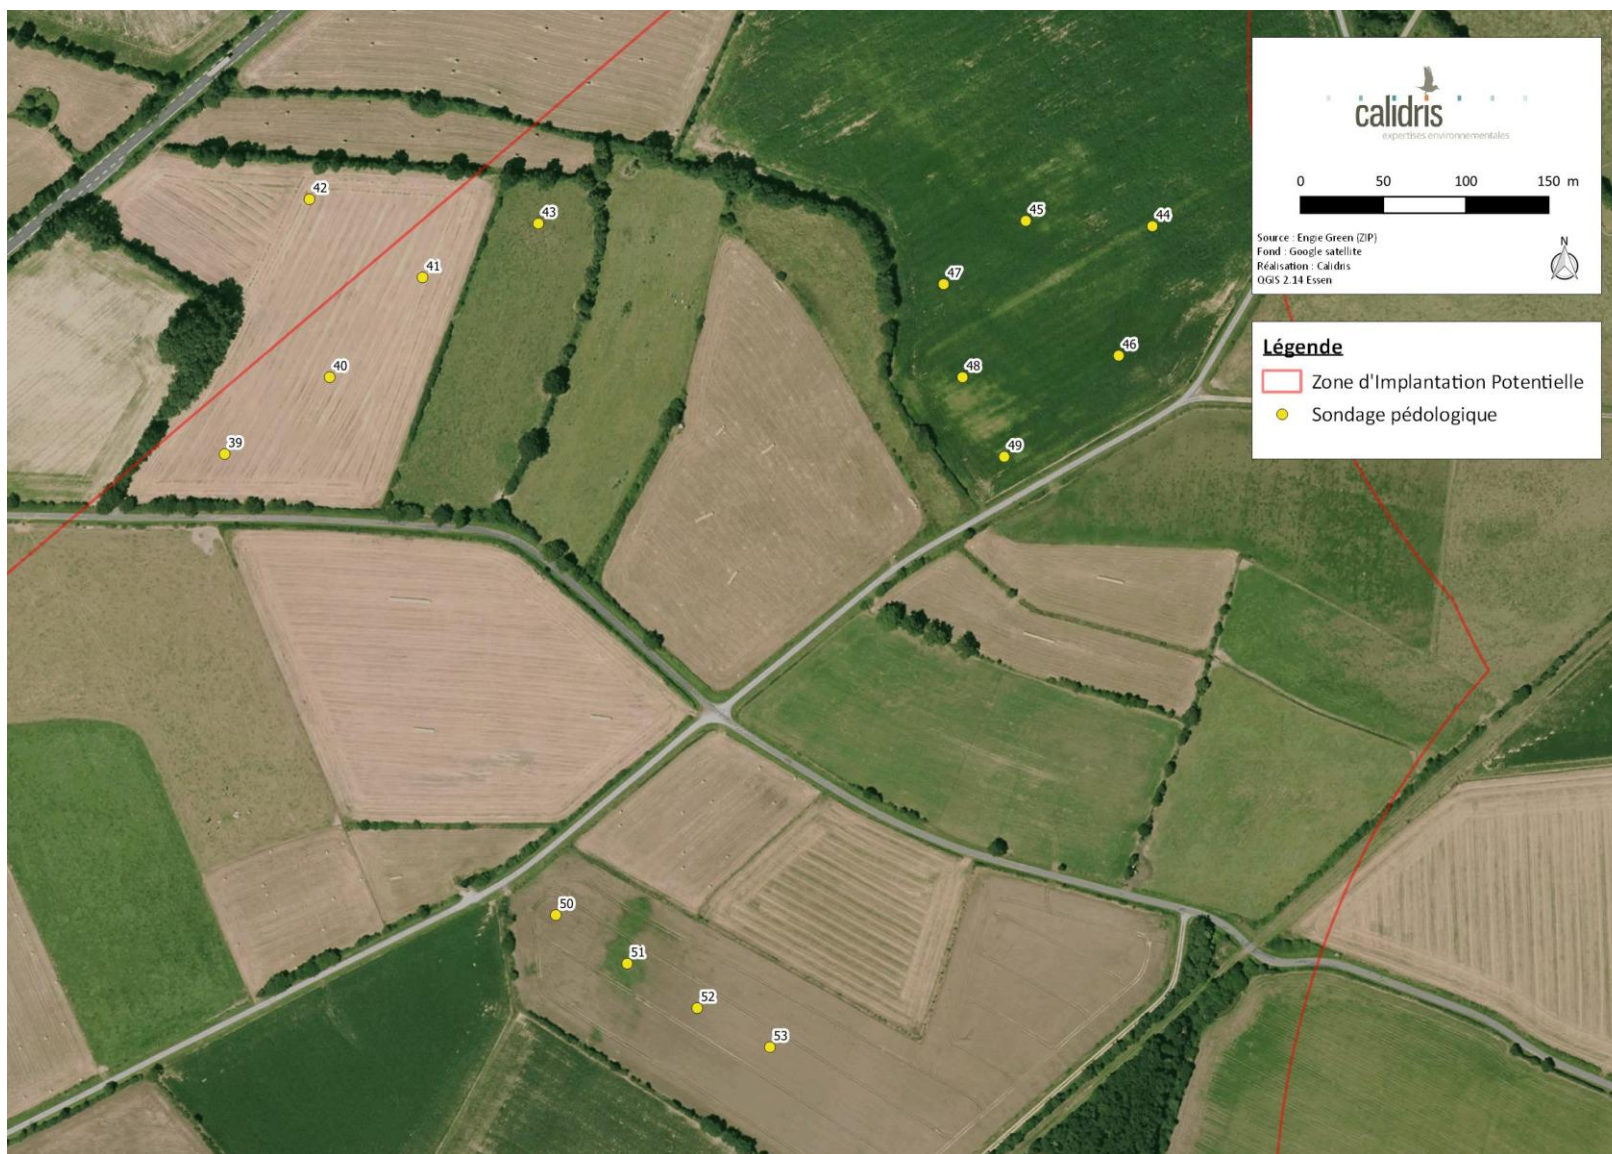 calidris
expertises environnementales
0 50 100 150 m
Source : Engie Green (ZIP)
Fond : Google satellite
Réalisation : Calidris
QGIS 2.14 Essen
N
Légende
Zone d'Implantation Potentielle
Sondage pédologique
42
43
45
44
41
47
46
40
48
39
49
50
51
52
53